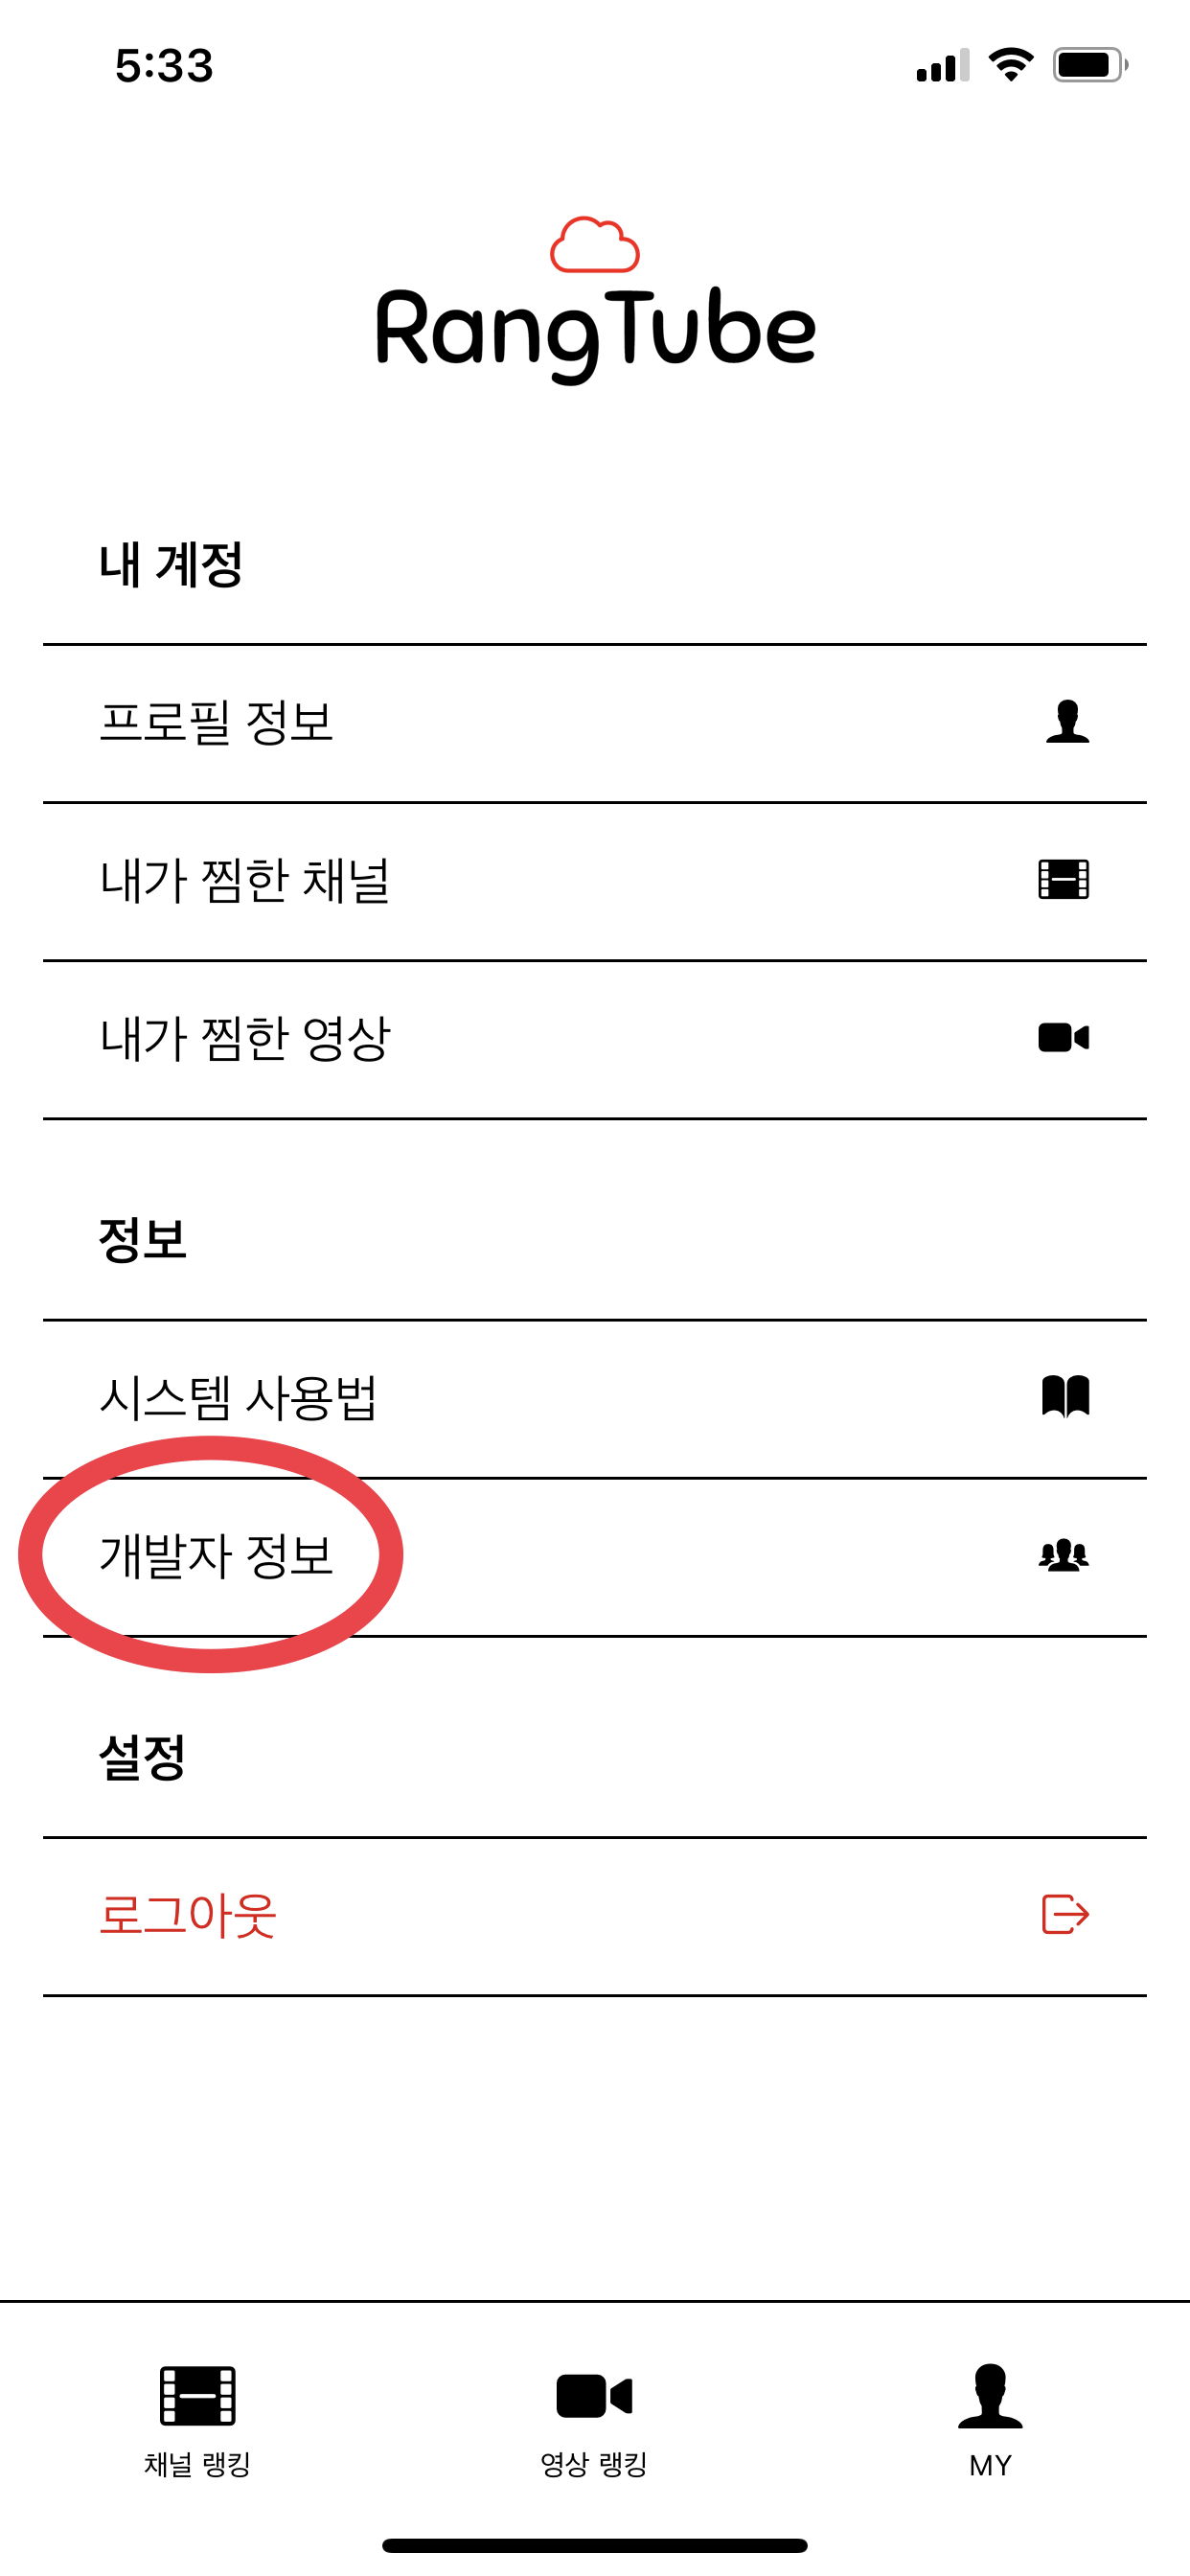 5:33
RangTube
내 계정
프로필 정보
내가 찜한 채널
내가 찜한 영상
정보
시스템 사용법
개발자 정보
설정
로그아웃
채널 랭킹
영상 랭킹
MY